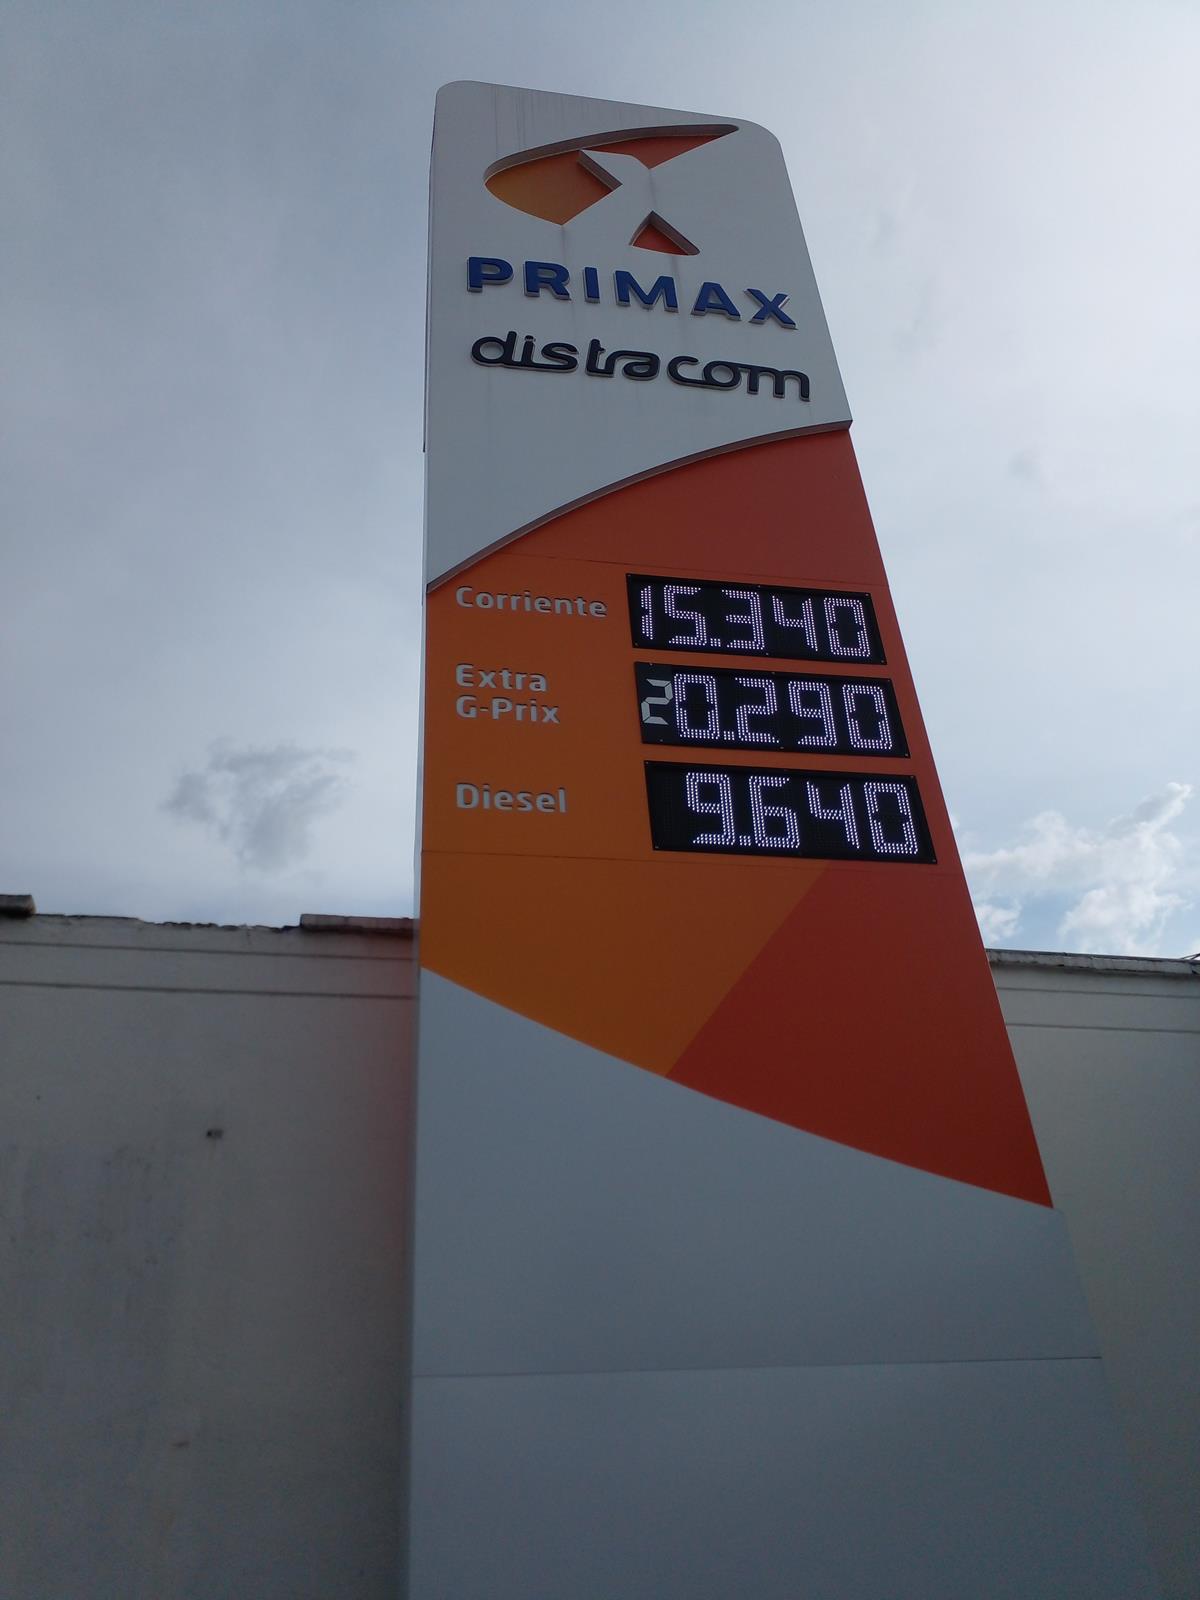 PRIMAX
distracom
Corriente 15.340
Extra
G-Prix 20.290
Diesel 9.640